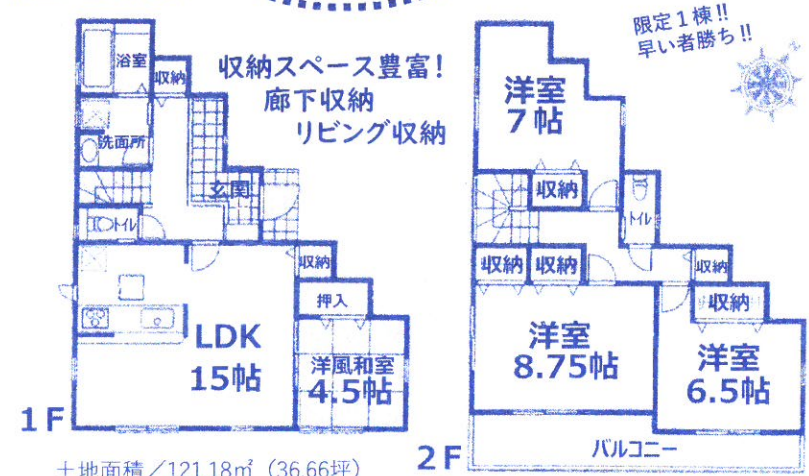 限定1棟!!
早い者勝ち!!
収納スペース豊富!
廊下収納
リビング収納
浴室
収納
洗面所
玄関
トイレ
収納
押入
LDK
15帖
洋風和室
4.5帖
1F
土地面積/121.18㎡（36.66坪）
洋室
7帖
収納
トイレ
収納
収納
収納
収納
洋室
8.75帖
洋室
6.5帖
バルコニー
2F